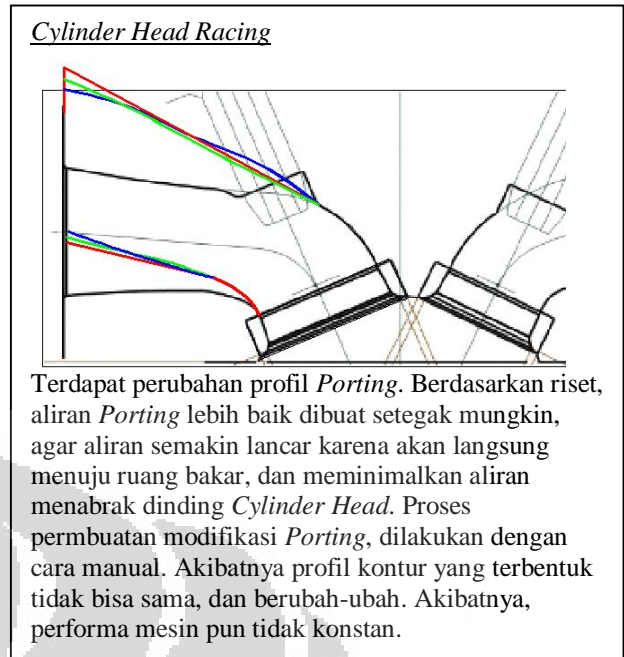 Cylinder Head Racing
Terdapat perubahan profil Porting. Berdasarkan riset,
aliran Porting lebih baik dibuat setegak mungkin,
agar aliran semakin lancar karena akan langsung
menuju ruang bakar, dan meminimalkan aliran
menabrak dinding Cylinder Head. Proses
permbuatan modifikasi Porting, dilakukan dengan
cara manual. Akibatnya profil kontur yang terbentuk
tidak bisa sama, dan berubah-ubah. Akibatnya,
performa mesin pun tidak konstan.